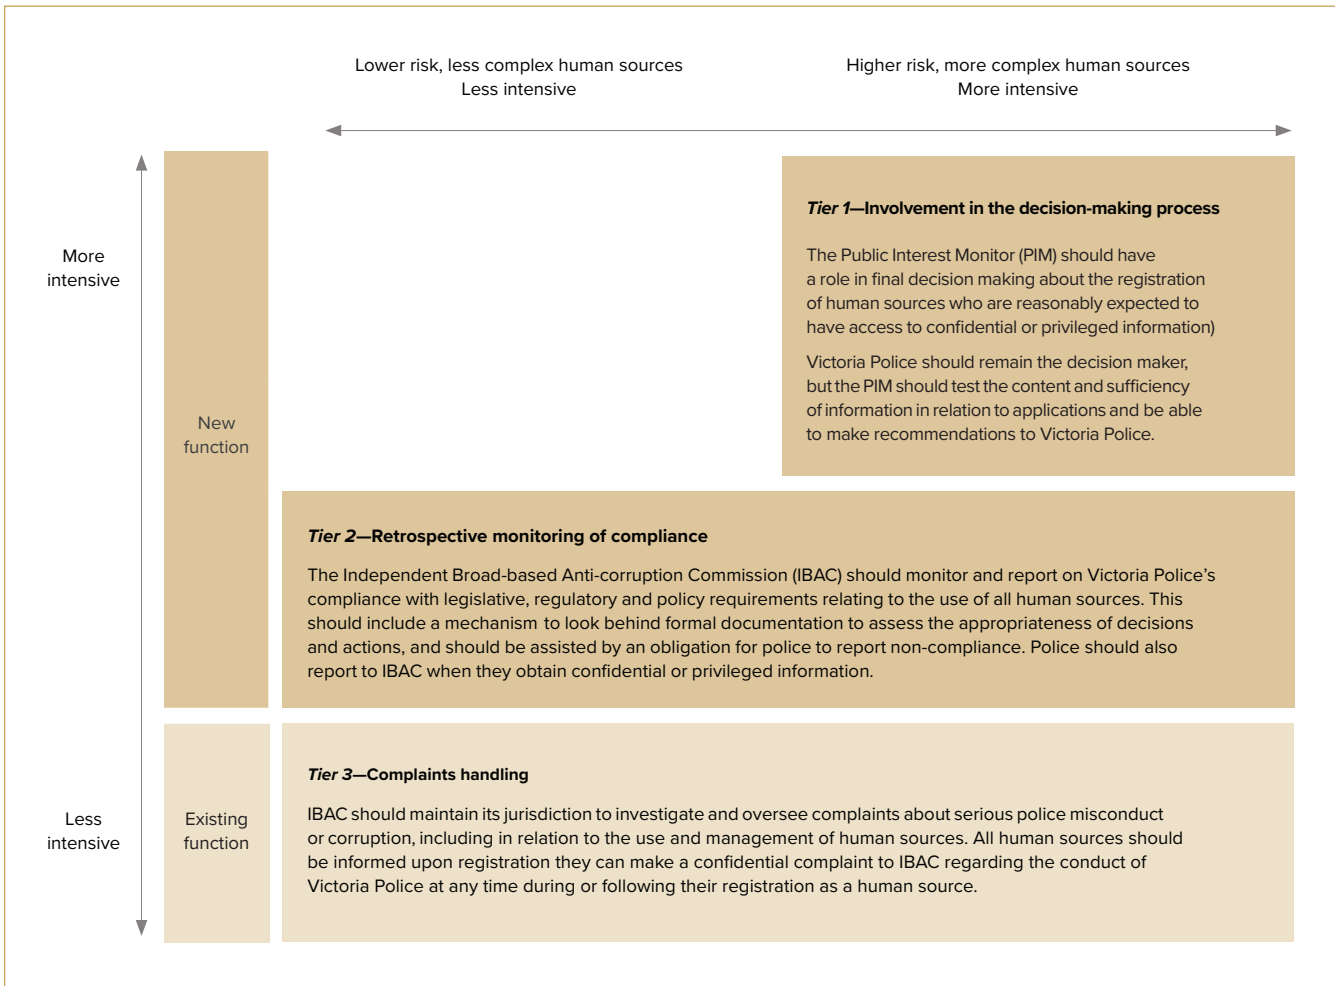 Lower risk, less complex human sources
Less intensive
Higher risk, more complex human sources
More intensive
More
intensive
New
function
Tier 1—Involvement in the decision-making process
The Public Interest Monitor (PIM) should have
a role in final decision making about the registration
of human sources who are reasonably expected to
have access to confidential or privileged information)
Victoria Police should remain the decision maker,
but the PIM should test the content and sufficiency
of information in relation to applications and be able
to make recommendations to Victoria Police.
Tier 2—Retrospective monitoring of compliance
The Independent Broad-based Anti-corruption Commission (IBAC) should monitor and report on Victoria Police’s
compliance with legislative, regulatory and policy requirements relating to the use of all human sources. This
should include a mechanism to look behind formal documentation to assess the appropriateness of decisions
and actions, and should be assisted by an obligation for police to report non-compliance. Police should also
report to IBAC when they obtain confidential or privileged information.
Less
intensive
Existing
function
Tier 3—Complaints handling
IBAC should maintain its jurisdiction to investigate and oversee complaints about serious police misconduct
or corruption, including in relation to the use and management of human sources. All human sources should
be informed upon registration they can make a confidential complaint to IBAC regarding the conduct of
Victoria Police at any time during or following their registration as a human source.